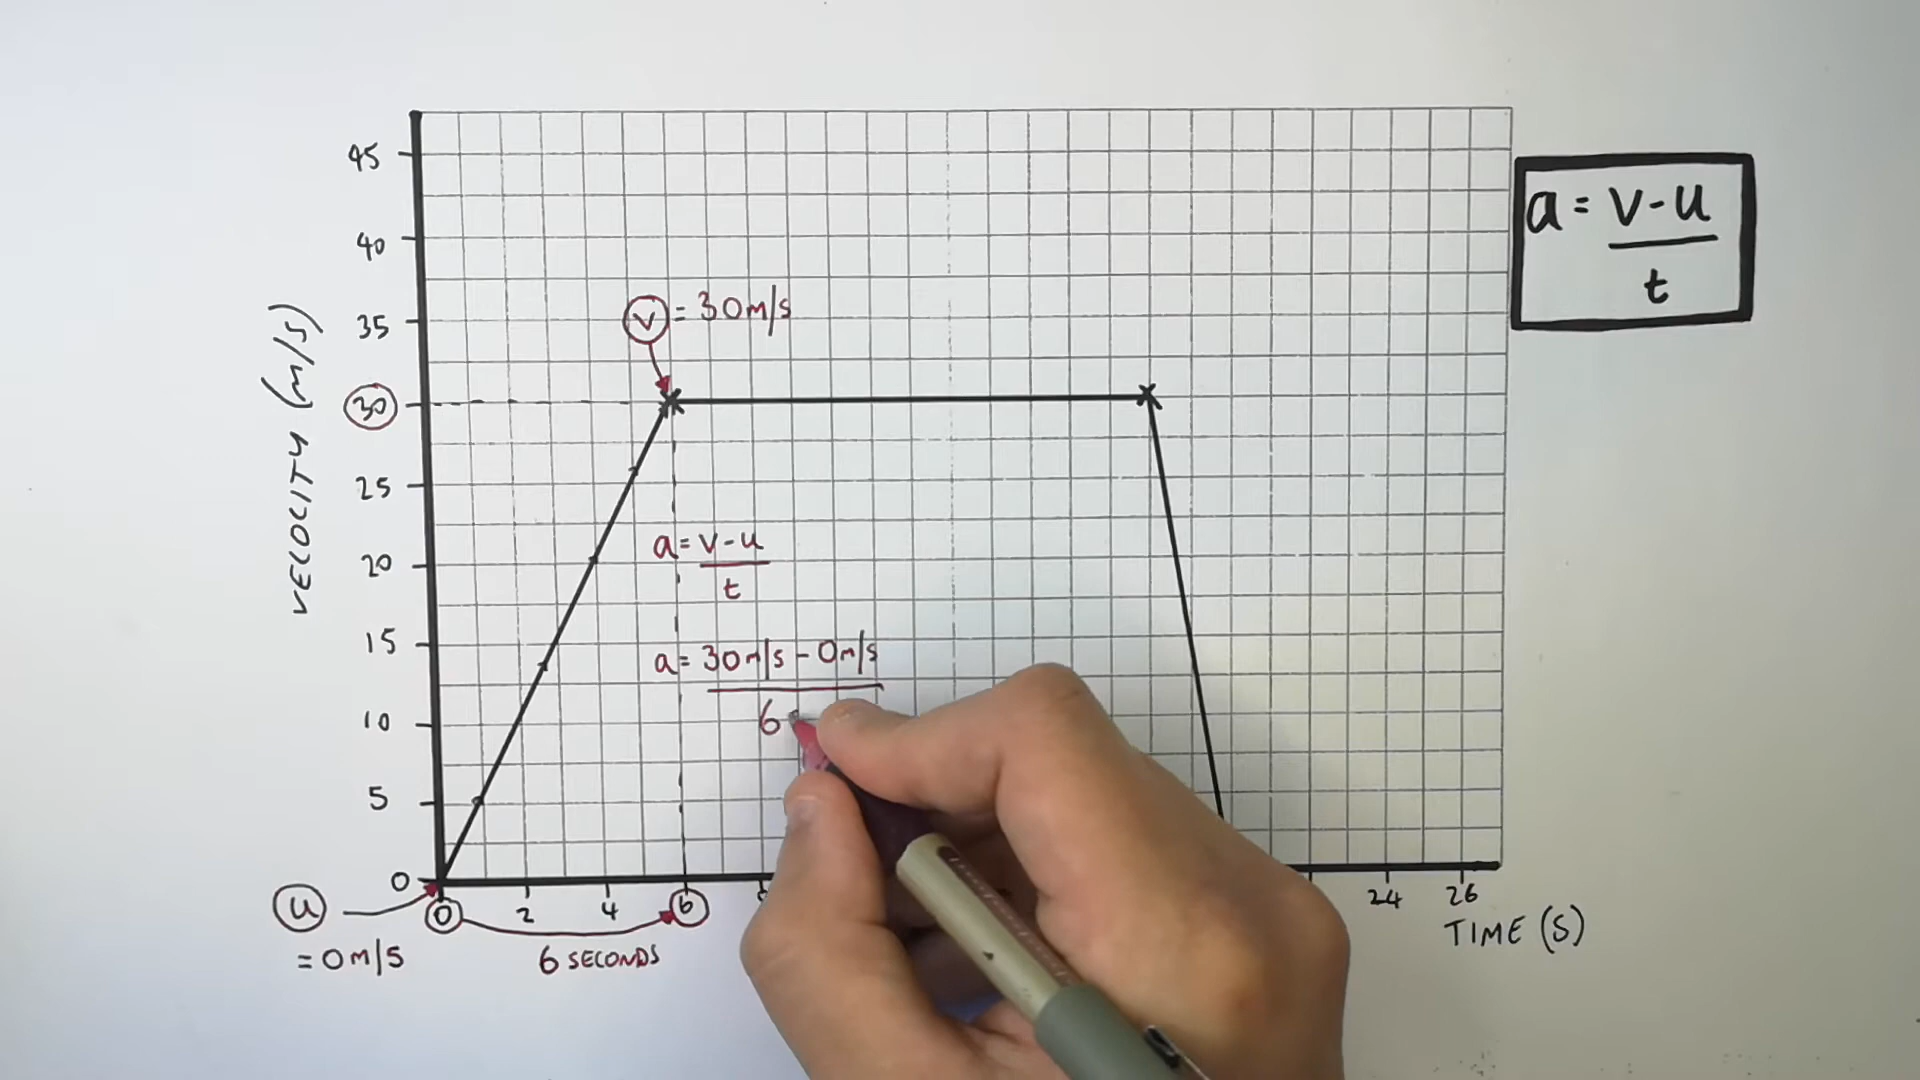 45
40
35
30
25
20
15
10
5
0
VELOCITY (m/s)
v = 30m/s
a = v-u
t
a = v-u
t
a = 30m/s - 0m/s
6
u
= 0m/s
0 2 4 6 24 26
6 SECONDS
TIME (S)